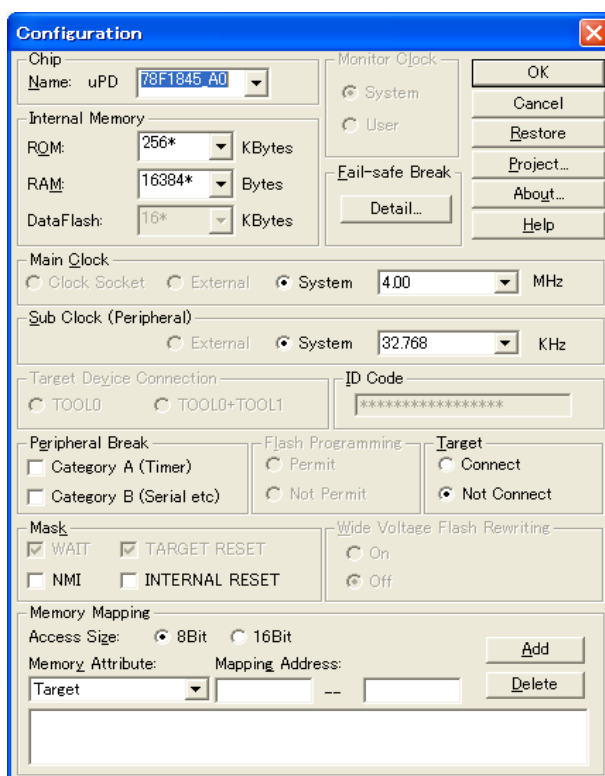 Configuration
Chip
Name: uPD 78F1845_A0
Monitor Clock
System
User
OK
Cancel
Restore
Project...
About...
Help
Internal Memory
ROM: 256* KBytes
RAM: 16384* Bytes
DataFlash: 16* KBytes
Fail-safe Break
Detail...
Main Clock
Clock Socket External System 4.00 MHz
Sub Clock (Peripheral)
External System 32.768 KHz
Target Device Connection
TOOL0 TOOL0+TOOL1
ID Code
*****************
Peripheral Break
Category A (Timer)
Category B (Serial etc)
Flash Programming
Permit
Not Permit
Target
Connect
Not Connect
Mask
WAIT TARGET RESET
NMI INTERNAL RESET
Wide Voltage Flash Rewriting
On
Off
Memory Mapping
Access Size: 8Bit 16Bit
Memory Attribute: Mapping Address:
Target --
Add
Delete